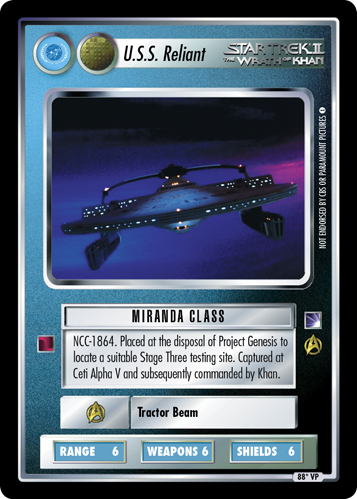 U.S.S. Reliant
STAR TREK II
THE WRATH OF KHAN
NOT ENDORSED BY CBS OR PARAMOUNT PICTURES
MIRANDA CLASS
NCC-1864. Placed at the disposal of Project Genesis to
locate a suitable Stage Three testing site. Captured at
Ceti Alpha V and subsequently commanded by Khan.
Tractor Beam
RANGE 6 WEAPONS 6 SHIELDS 6
88* VP